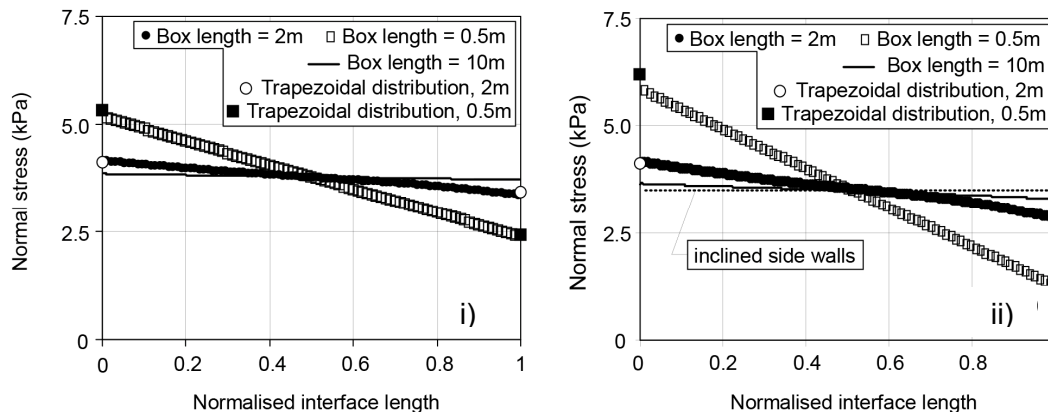 7.5
Box length = 2m
Box length = 0.5m
Box length = 10m
Trapezoidal distribution, 2m
Trapezoidal distribution, 0.5m
5.0
2.5
0
Normal stress (kPa)
i)
0 0.2 0.4 0.6 0.8 1
Normalised interface length
7.5
Box length = 2m
Box length = 0.5m
Box length = 10m
Trapezoidal distribution, 2m
Trapezoidal distribution, 0.5m
5.0
2.5
0
Normal stress (kPa)
inclined side walls
ii)
0 0.2 0.4 0.6 0.8
Normalised interface length